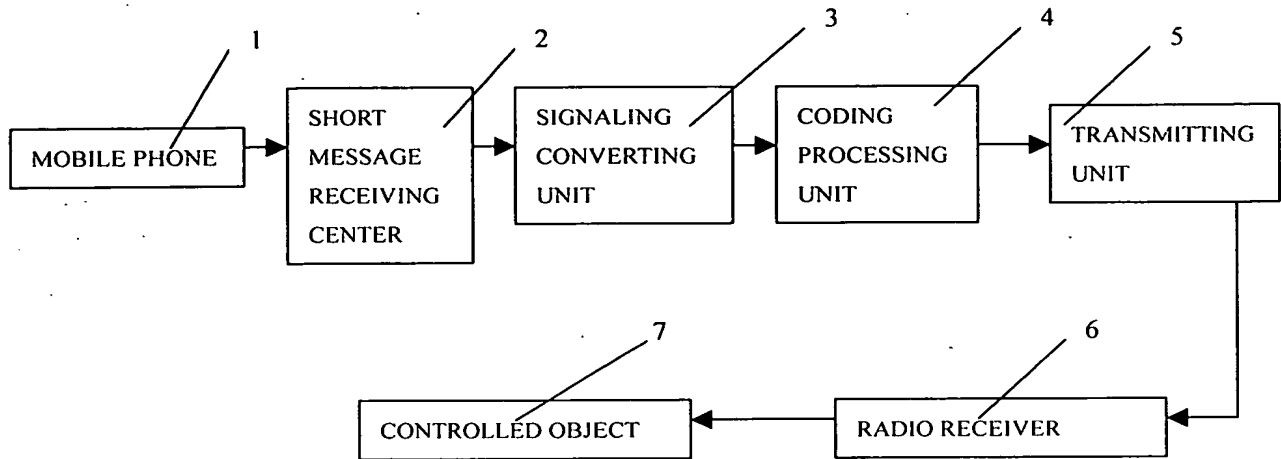 1
2
3
4
5
MOBILE PHONE
SHORT
MESSAGE
RECEIVING
CENTER
SIGNALING
CONVERTING
UNIT
CODING
PROCESSING
UNIT
TRANSMITTING
UNIT
7
6
CONTROLLED OBJECT
RADIO RECEIVER